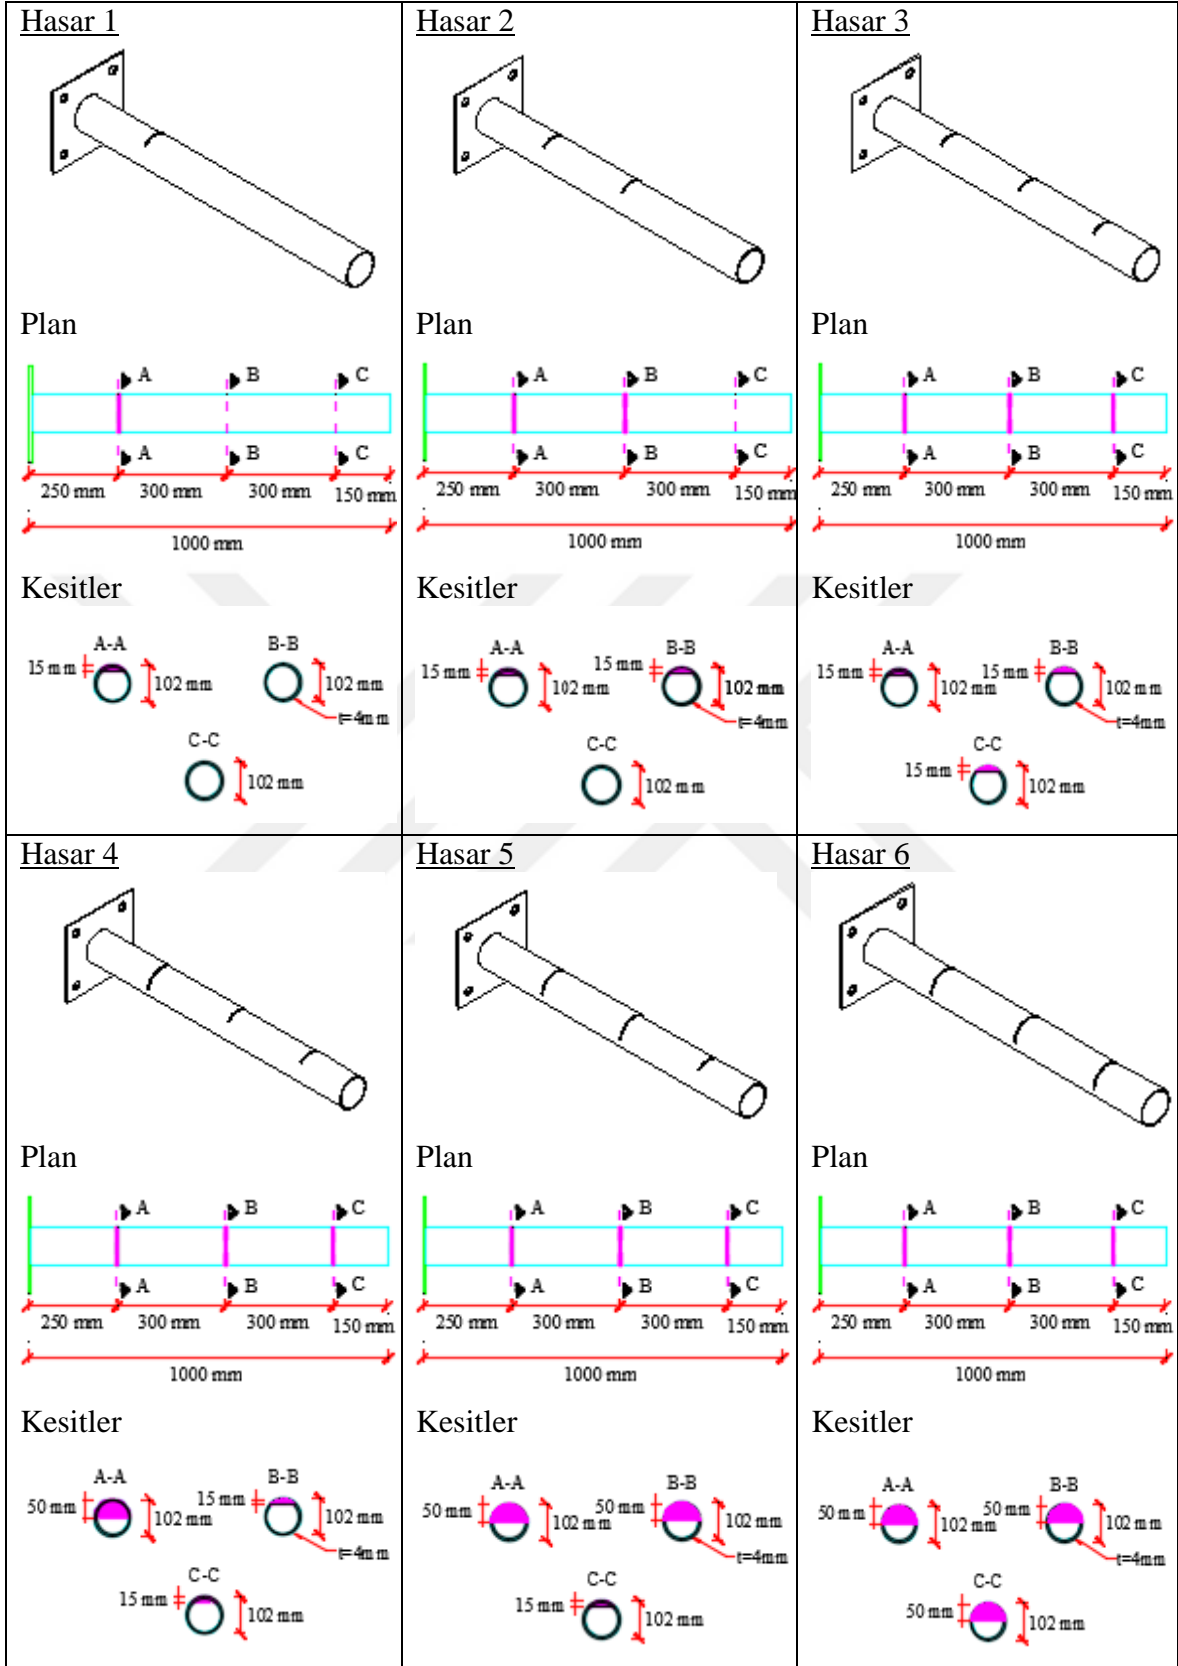 Hasar 1
Plan
A B C
A B C
250 mm 300 mm 300 mm 150 mm
1000 mm
Kesitler
A-A B-B
15 mm 102 mm 102 mm
t=4mm
C-C
102 mm
Hasar 2
Plan
A B C
A B C
250 mm 300 mm 300 mm 150 mm
1000 mm
Kesitler
A-A B-B
15 mm 102 mm 15 mm 102 mm
t=4mm
C-C
102 mm
Hasar 3
Plan
A B C
A B C
250 mm 300 mm 300 mm 150 mm
1000 mm
Kesitler
A-A B-B
15 mm 102 mm 15 mm 102 mm
t=4mm
C-C
15 mm 102 mm
Hasar 4
Plan
A B C
A B C
250 mm 300 mm 300 mm 150 mm
1000 mm
Kesitler
A-A B-B
50 mm 102 mm 15 mm 102 mm
t=4mm
C-C
15 mm 102 mm
Hasar 5
Plan
A B C
A B C
250 mm 300 mm 300 mm 150 mm
1000 mm
Kesitler
A-A B-B
50 mm 102 mm 50 mm 102 mm
t=4mm
C-C
15 mm 102 mm
Hasar 6
Plan
A B C
A B C
250 mm 300 mm 300 mm 150 mm
1000 mm
Kesitler
A-A B-B
50 mm 102 mm 50 mm 102 mm
t=4mm
C-C
50 mm 102 mm